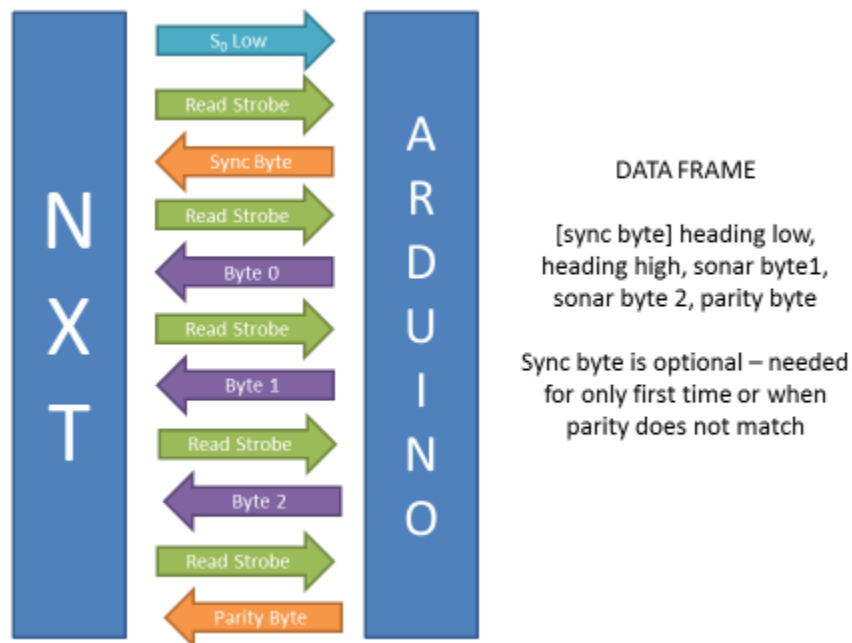 NXT
S₀ Low
Read Strobe
Sync Byte
Read Strobe
Byte 0
Read Strobe
Byte 1
Read Strobe
Byte 2
Read Strobe
Parity Byte
ARDUINO
DATA FRAME
[sync byte] heading low,
heading high, sonar byte1,
sonar byte 2, parity byte
Sync byte is optional – needed
for only first time or when
parity does not match